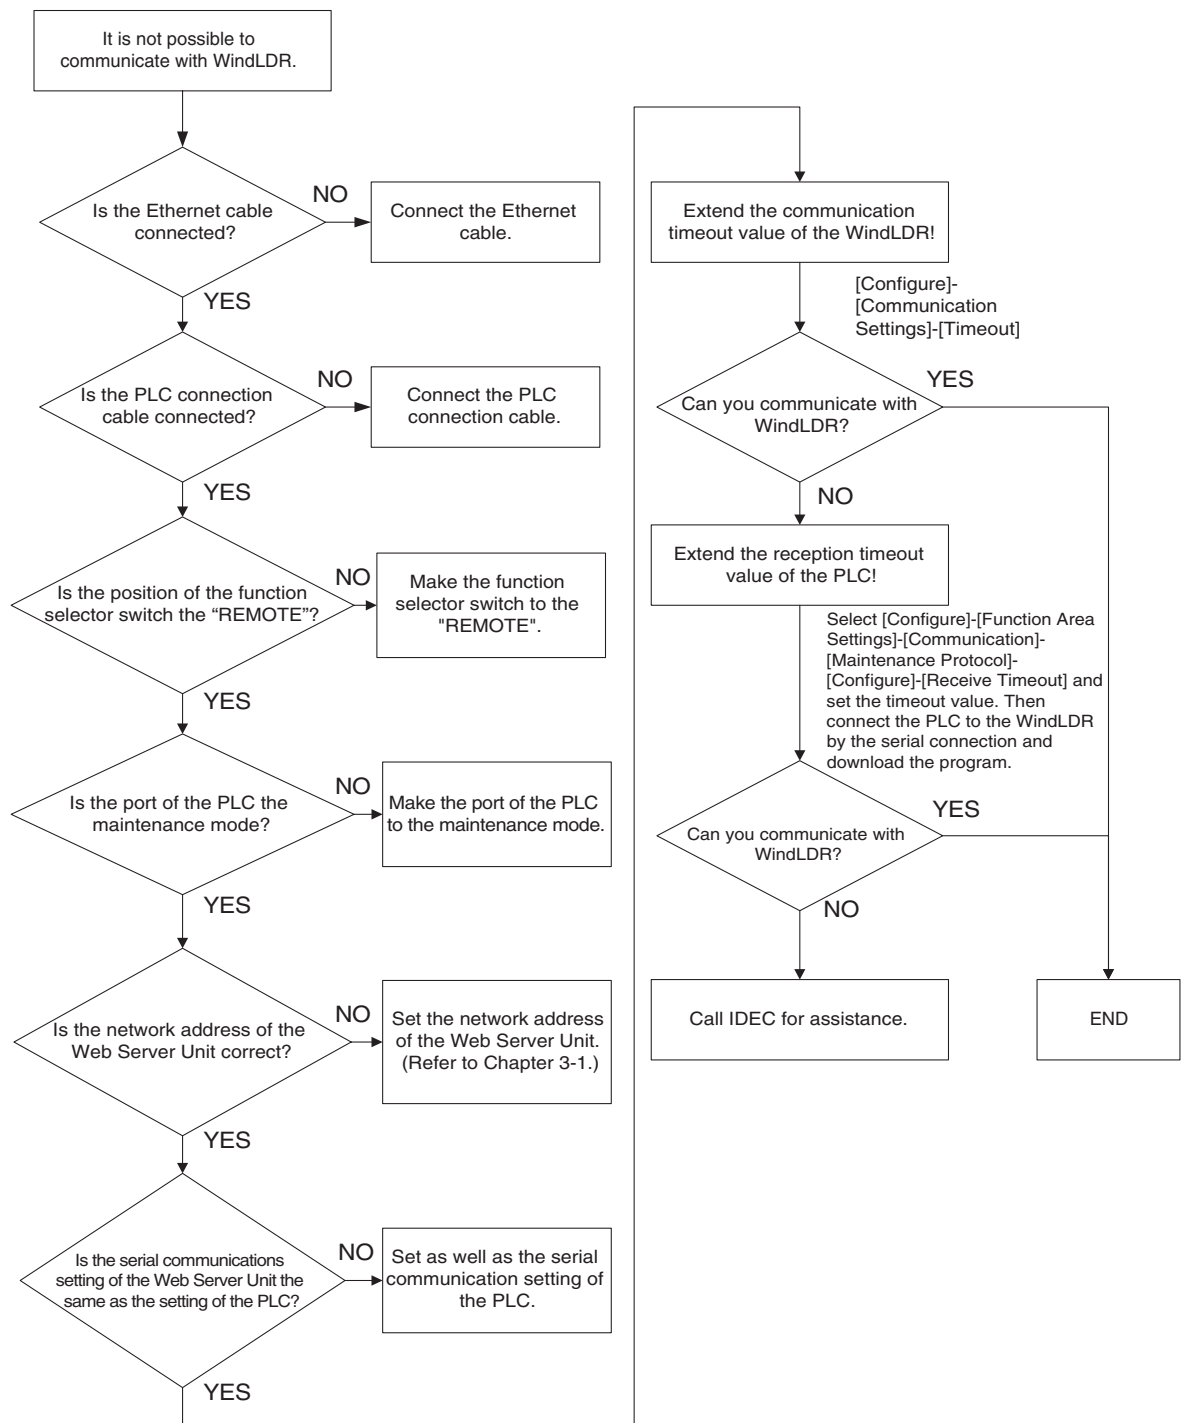 It is not possible to
communicate with WindLDR.
Is the Ethernet cable
connected?
NO
Connect the Ethernet
cable.
YES
Is the PLC connection
cable connected?
NO
Connect the PLC
connection cable.
YES
Is the position of the function
selector switch the “REMOTE”?
NO
Make the function
selector switch to the
"REMOTE".
YES
Is the port of the PLC the
maintenance mode?
NO
Make the port of the PLC
to the maintenance mode.
YES
Is the network address of the
Web Server Unit correct?
NO
Set the network address
of the Web Server Unit.
(Refer to Chapter 3-1.)
YES
Is the serial communications
setting of the Web Server Unit the
same as the setting of the PLC?
NO
Set as well as the serial
communication setting of
the PLC.
YES
Extend the communication
timeout value of the WindLDR!
[Configure]-
[Communication
Settings]-[Timeout]
Can you communicate with
WindLDR?
YES
NO
Extend the reception timeout
value of the PLC!
Select [Configure]-[Function Area
Settings]-[Communication]-
[Maintenance Protocol]-
[Configure]-[Receive Timeout] and
set the timeout value. Then
connect the PLC to the WindLDR
by the serial connection and
download the program.
Can you communicate with
WindLDR?
YES
NO
Call IDEC for assistance.
END